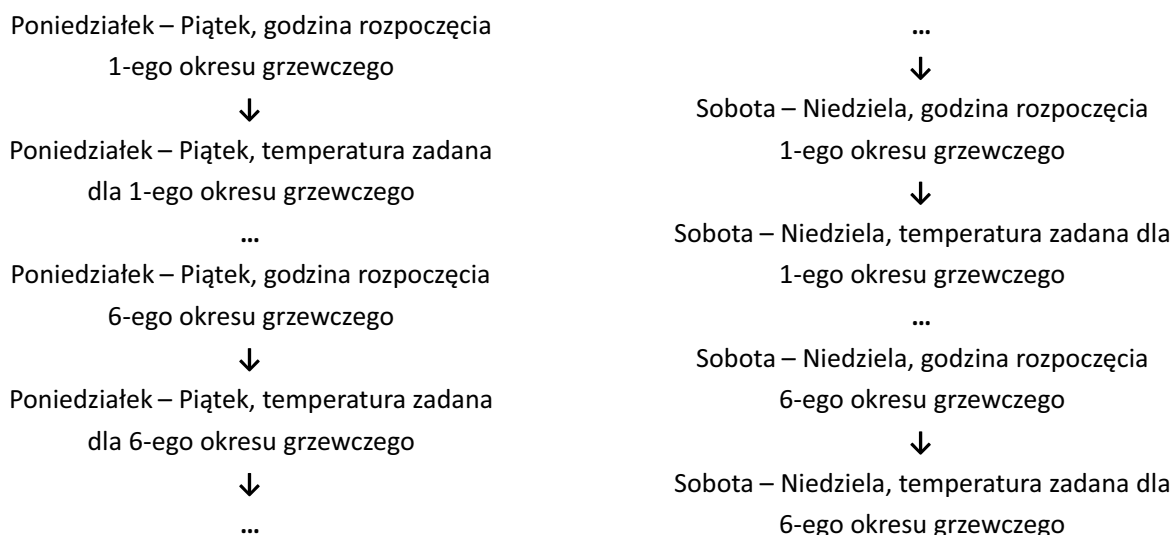 Poniedziałek – Piątek, godzina rozpoczęcia
1-ego okresu grzewczego
↓
Poniedziałek – Piątek, temperatura zadana
dla 1-ego okresu grzewczego
...
Poniedziałek – Piątek, godzina rozpoczęcia
6-ego okresu grzewczego
↓
Poniedziałek – Piątek, temperatura zadana
dla 6-ego okresu grzewczego
↓
...
...
↓
Sobota – Niedziela, godzina rozpoczęcia
1-ego okresu grzewczego
↓
Sobota – Niedziela, temperatura zadana dla
1-ego okresu grzewczego
...
Sobota – Niedziela, godzina rozpoczęcia
6-ego okresu grzewczego
↓
Sobota – Niedziela, temperatura zadana dla
6-ego okresu grzewczego